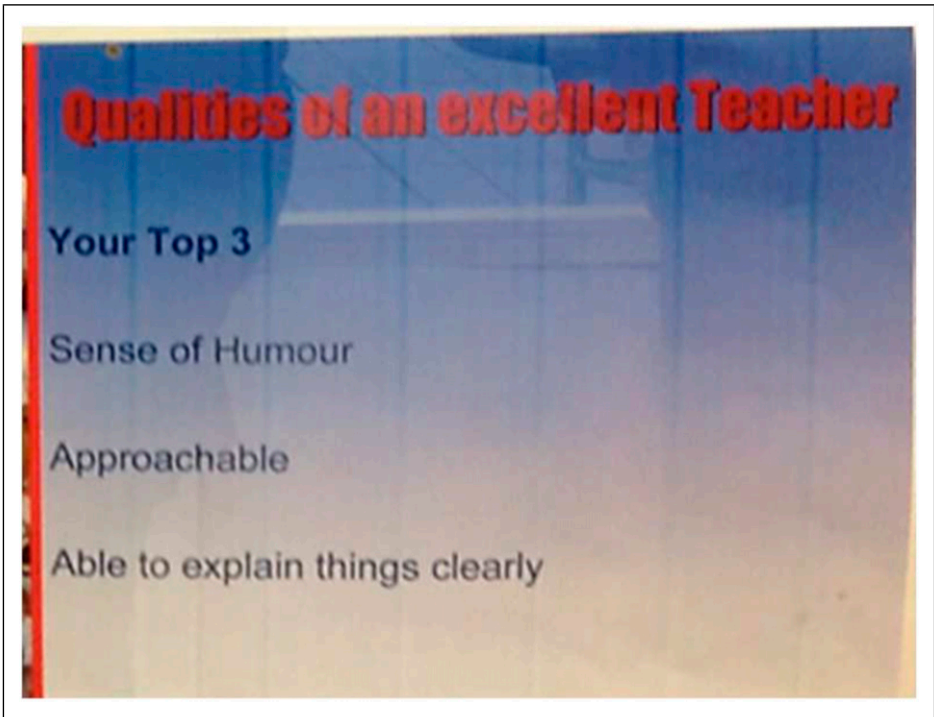 Qualities of an excellent Teacher
Your Top 3
Sense of Humour
Approachable
Able to explain things clearly